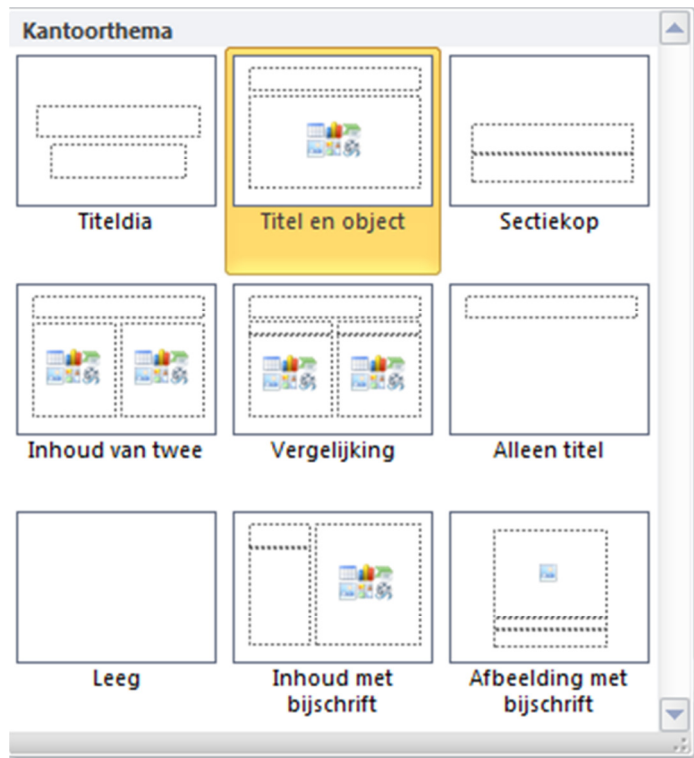 Kantoorthema
Titeldia
Titel en object
Sectiekop
Inhoud van twee
Vergelijking
Alleen titel
Leeg
Inhoud met
bijschrift
Afbeelding met
bijschrift